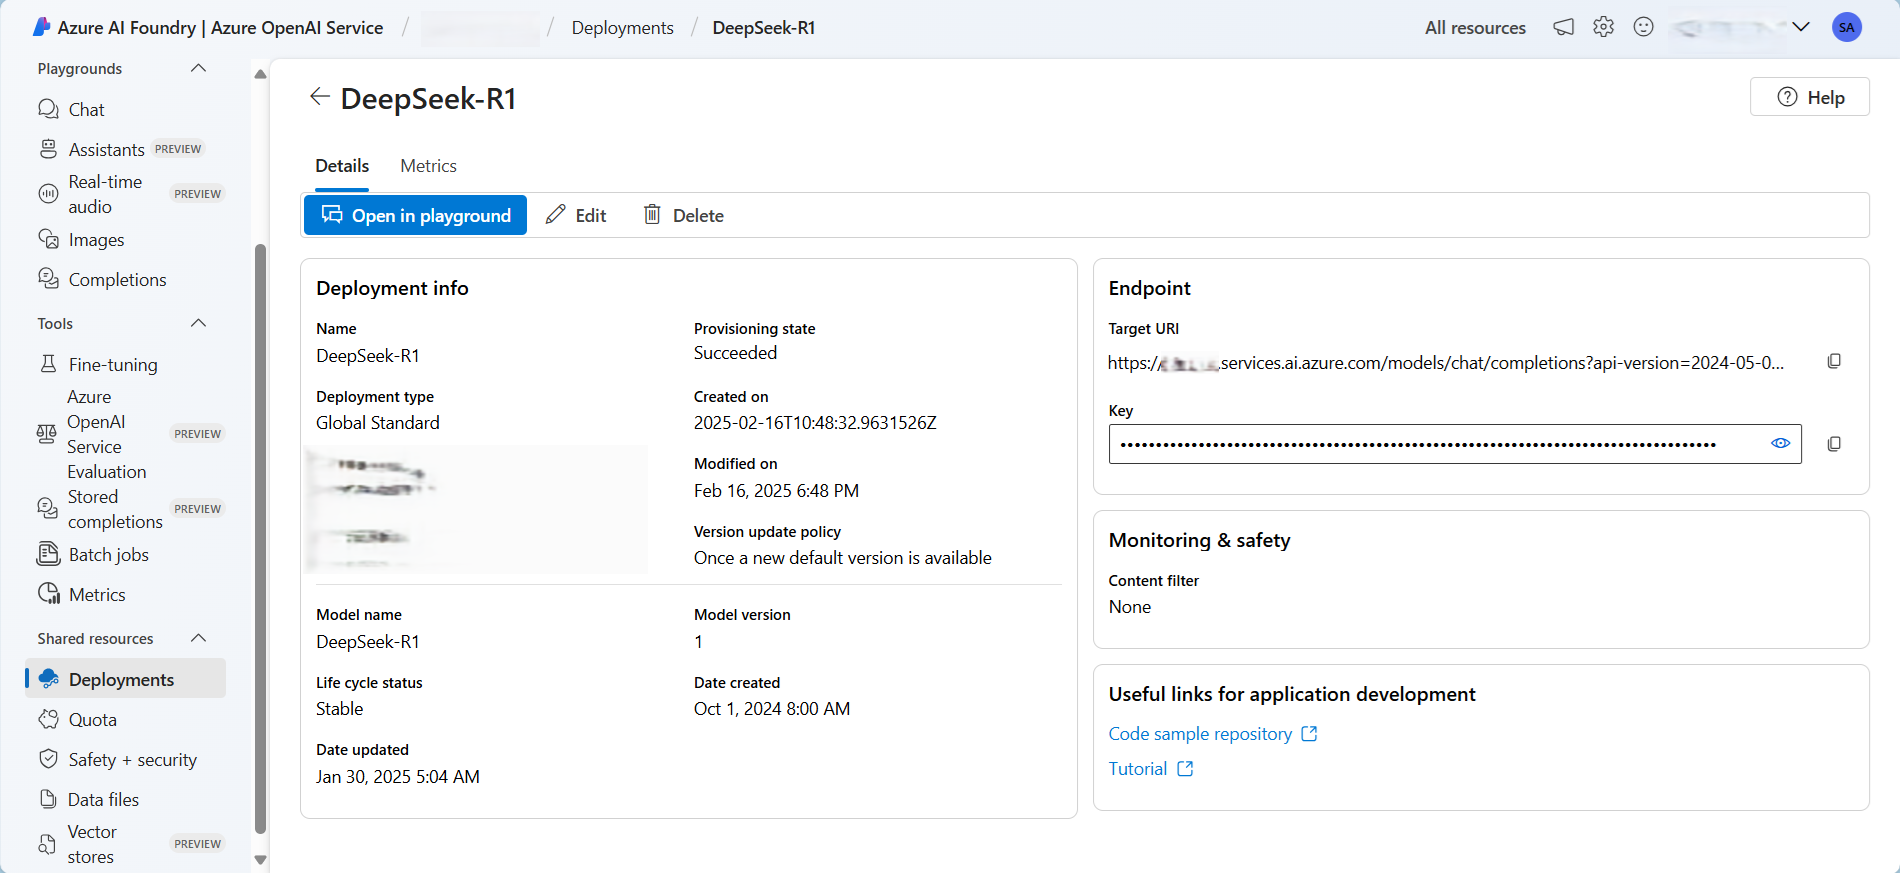 Azure AI Foundry | Azure OpenAI Service / / Deployments / DeepSeek-R1
All resources
SA
Playgrounds
Chat
Assistants PREVIEW
Real-time
audio
PREVIEW
Images
Completions
Tools
Fine-tuning
Azure
OpenAI
Service
Evaluation
PREVIEW
Stored
completions
PREVIEW
Batch jobs
Metrics
Shared resources
Deployments
Quota
Safety + security
Data files
Vector
stores
PREVIEW
DeepSeek-R1
Help
Details Metrics
Open in playground Edit Delete
Deployment info
Name
DeepSeek-R1
Provisioning state
Succeeded
Deployment type
Global Standard
Created on
2025-02-16T10:48:32.9631526Z
Modified on
Feb 16, 2025 6:48 PM
Version update policy
Once a new default version is available
Model name
DeepSeek-R1
Model version
1
Life cycle status
Stable
Date created
Oct 1, 2024 8:00 AM
Date updated
Jan 30, 2025 5:04 AM
Endpoint
Target URI
https:/ .services.ai.azure.com/models/chat/completions?api-version=2024-05-0...
Key
Monitoring & safety
Content filter
None
Useful links for application development
Code sample repository
Tutorial